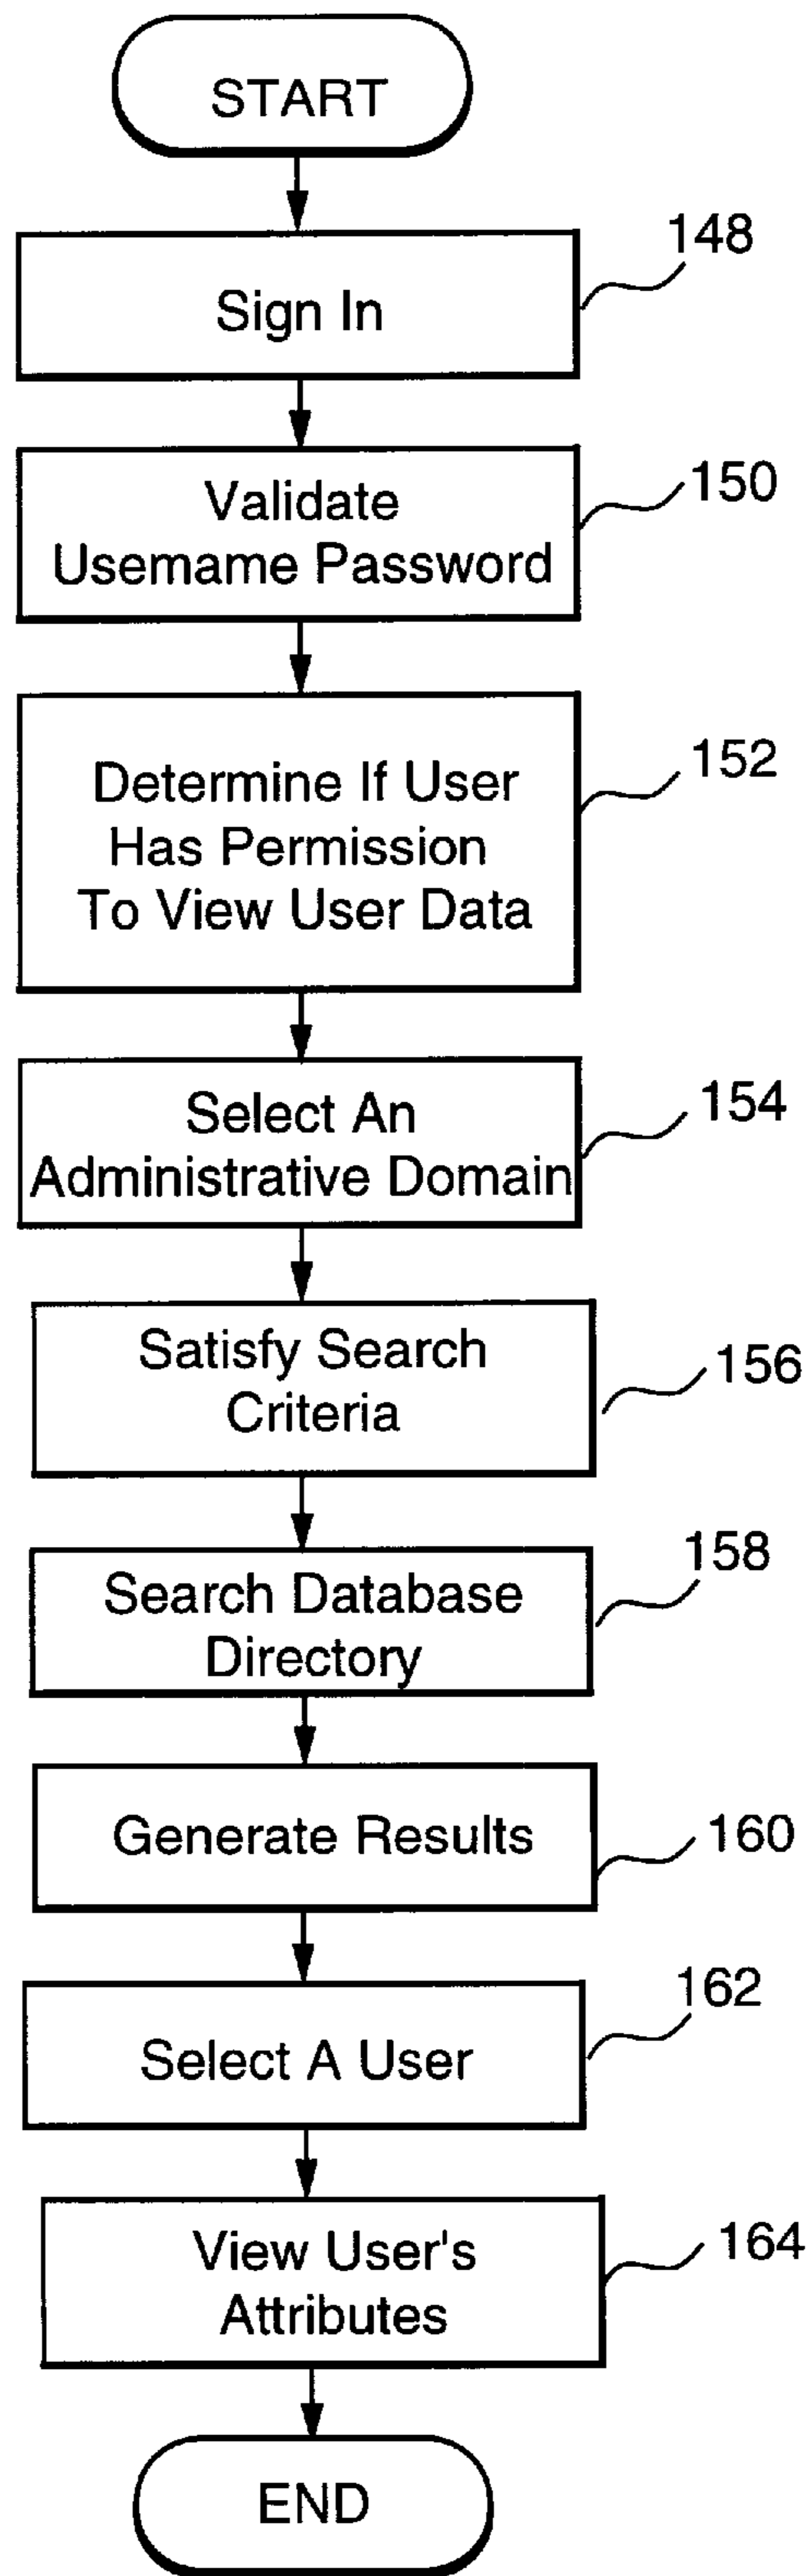 START
148
Sign In
150
Validate
Username Password
152
Determine If User
Has Permission
To View User Data
154
Select An
Administrative Domain
156
Satisfy Search
Criteria
158
Search Database
Directory
160
Generate Results
162
Select A User
164
View User's
Attributes
END